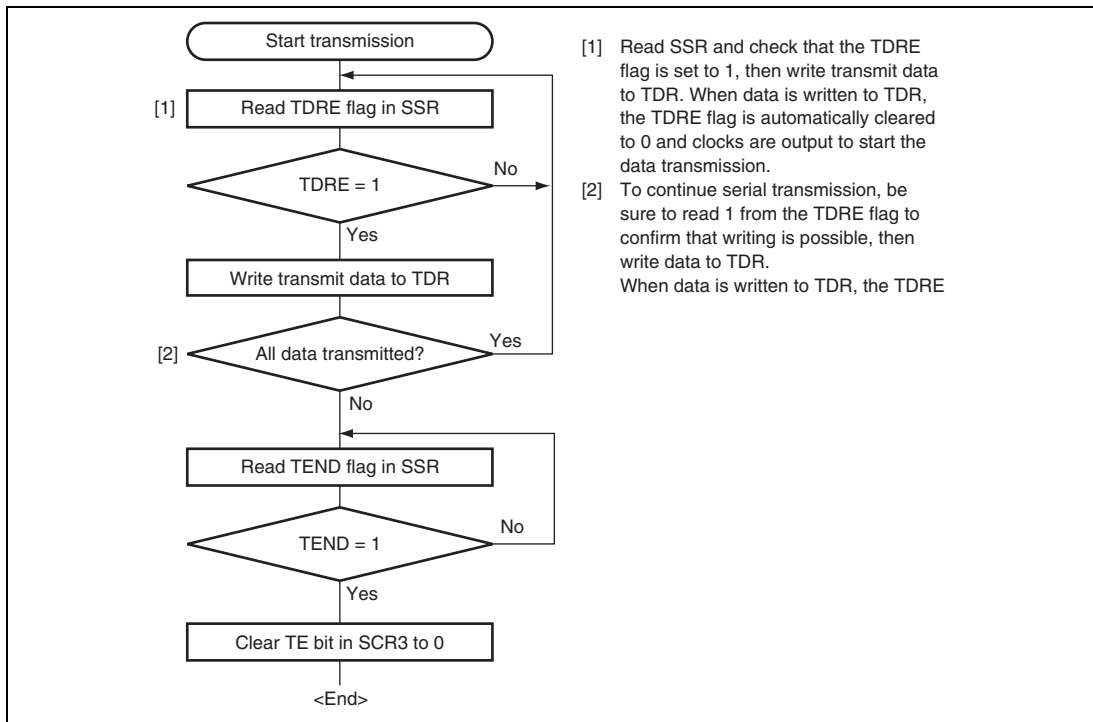 Start transmission
[1] Read TDRE flag in SSR
TDRE = 1
No
Yes
Write transmit data to TDR
[2] All data transmitted?
Yes
No
Read TEND flag in SSR
TEND = 1
No
Yes
Clear TE bit in SCR3 to 0
<End>
[1] Read SSR and check that the TDRE
flag is set to 1, then write transmit data
to TDR. When data is written to TDR,
the TDRE flag is automatically cleared
to 0 and clocks are output to start the
data transmission.
[2] To continue serial transmission, be
sure to read 1 from the TDRE flag to
confirm that writing is possible, then
write data to TDR.
When data is written to TDR, the TDRE